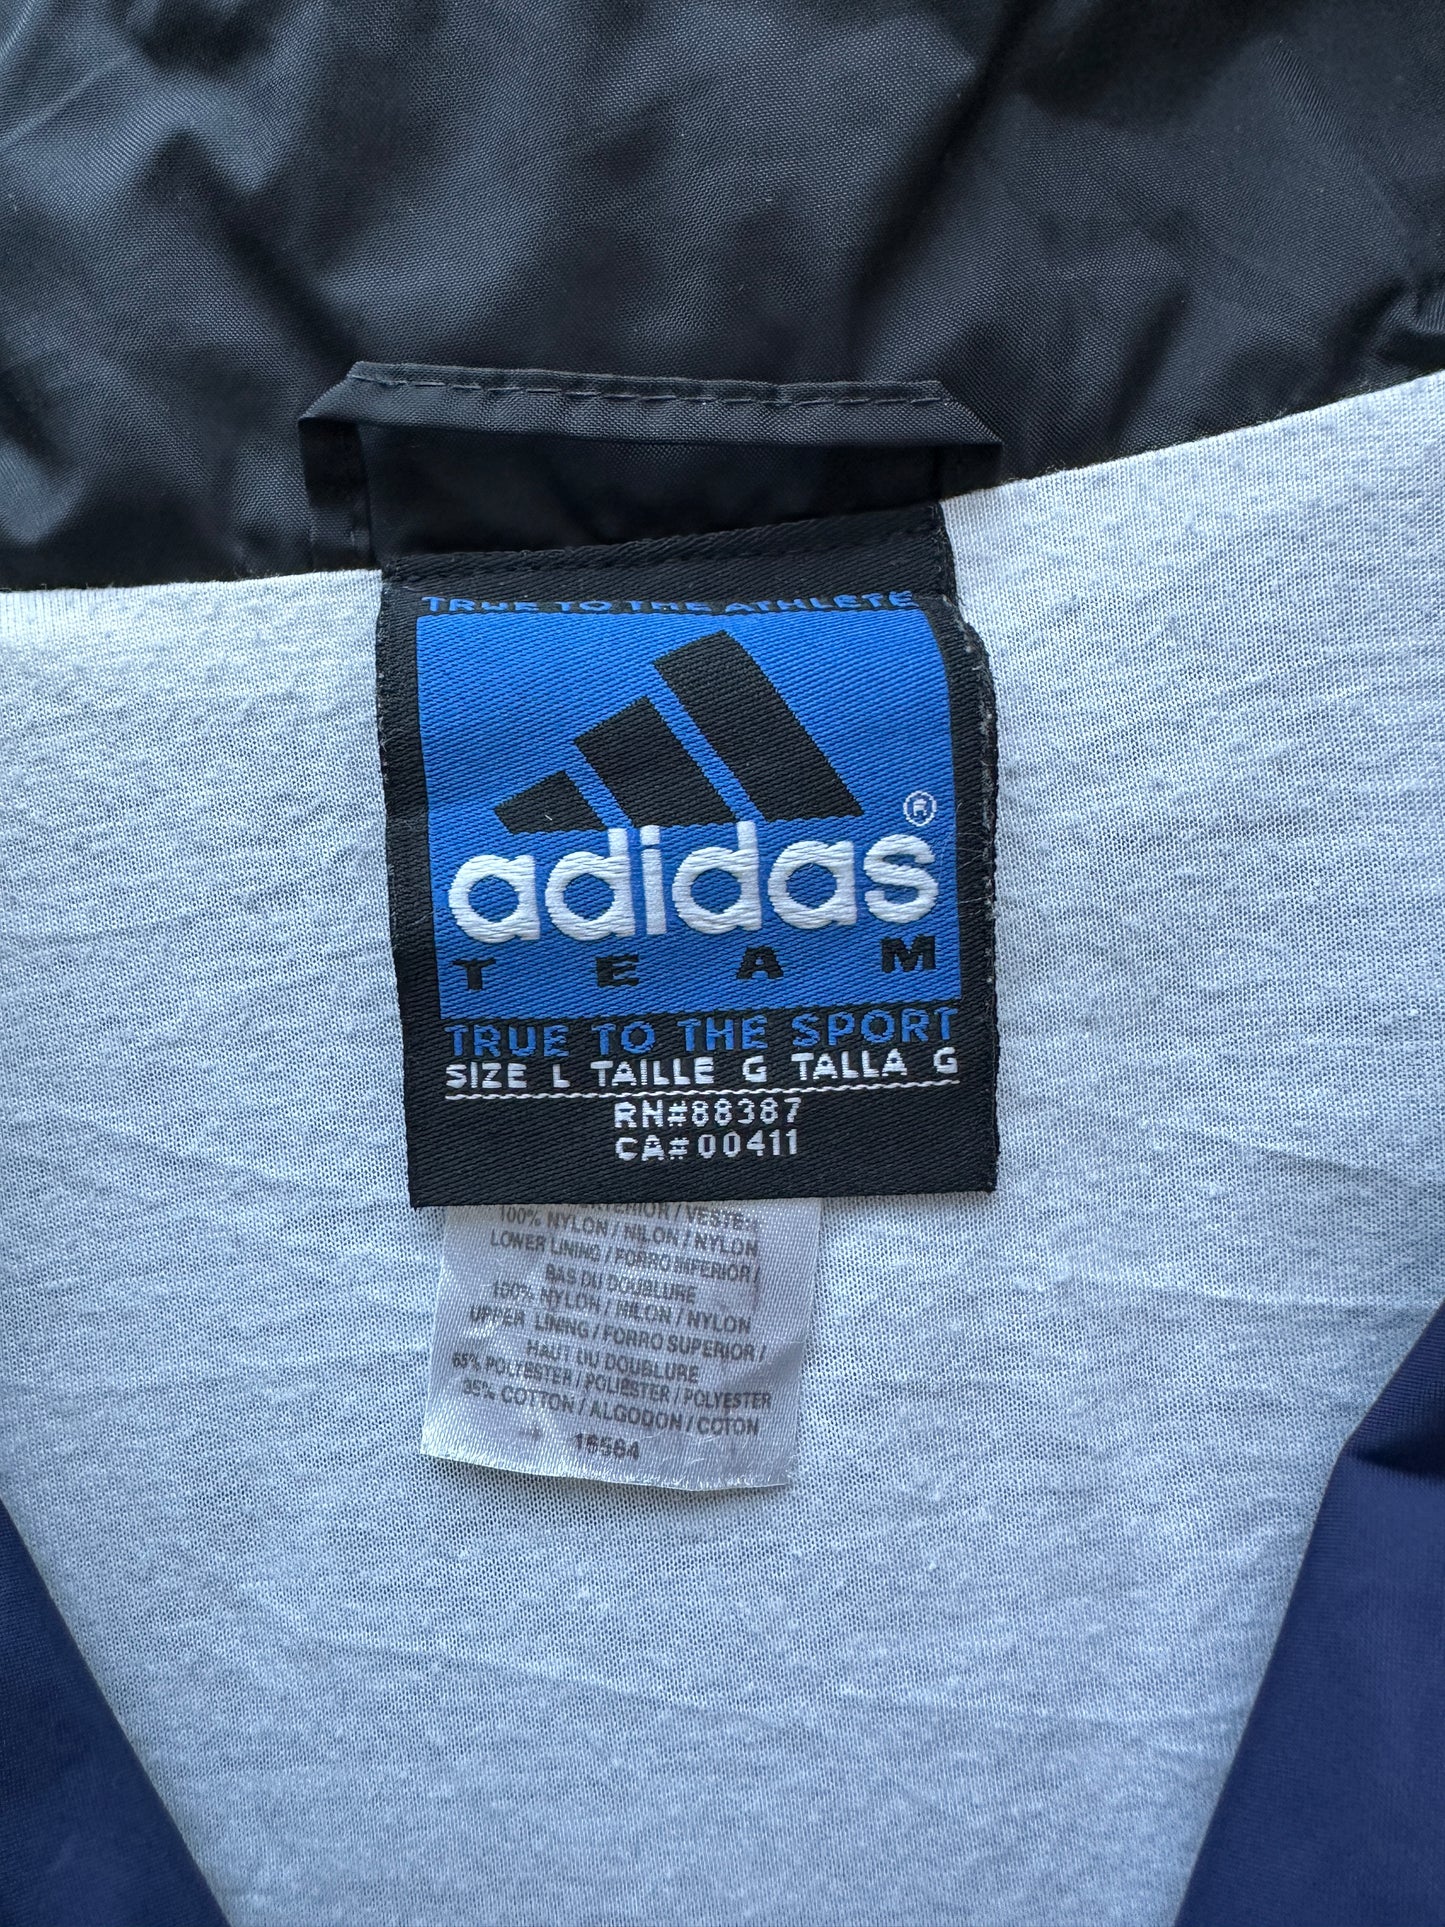 TRUE TO THE ATHLETE
adidas®
TEAM
TRUE TO THE SPORT
SIZE L TAILLE G TALLA G
RN#88387
CA#00411
/ VESTE:
100% NYLON / NILON / NYLON
LOWER LINING / FORRO INFERIOR /
BAS DU DOUBLURE
100% NYLON / NILON / NYLON
UPPER LINING / FORRO SUPERIOR /
HAUT DU DOUBLURE
65% POLYESTER / POLIESTER / POLYESTER
35% COTTON / ALGODON / COTON
16564